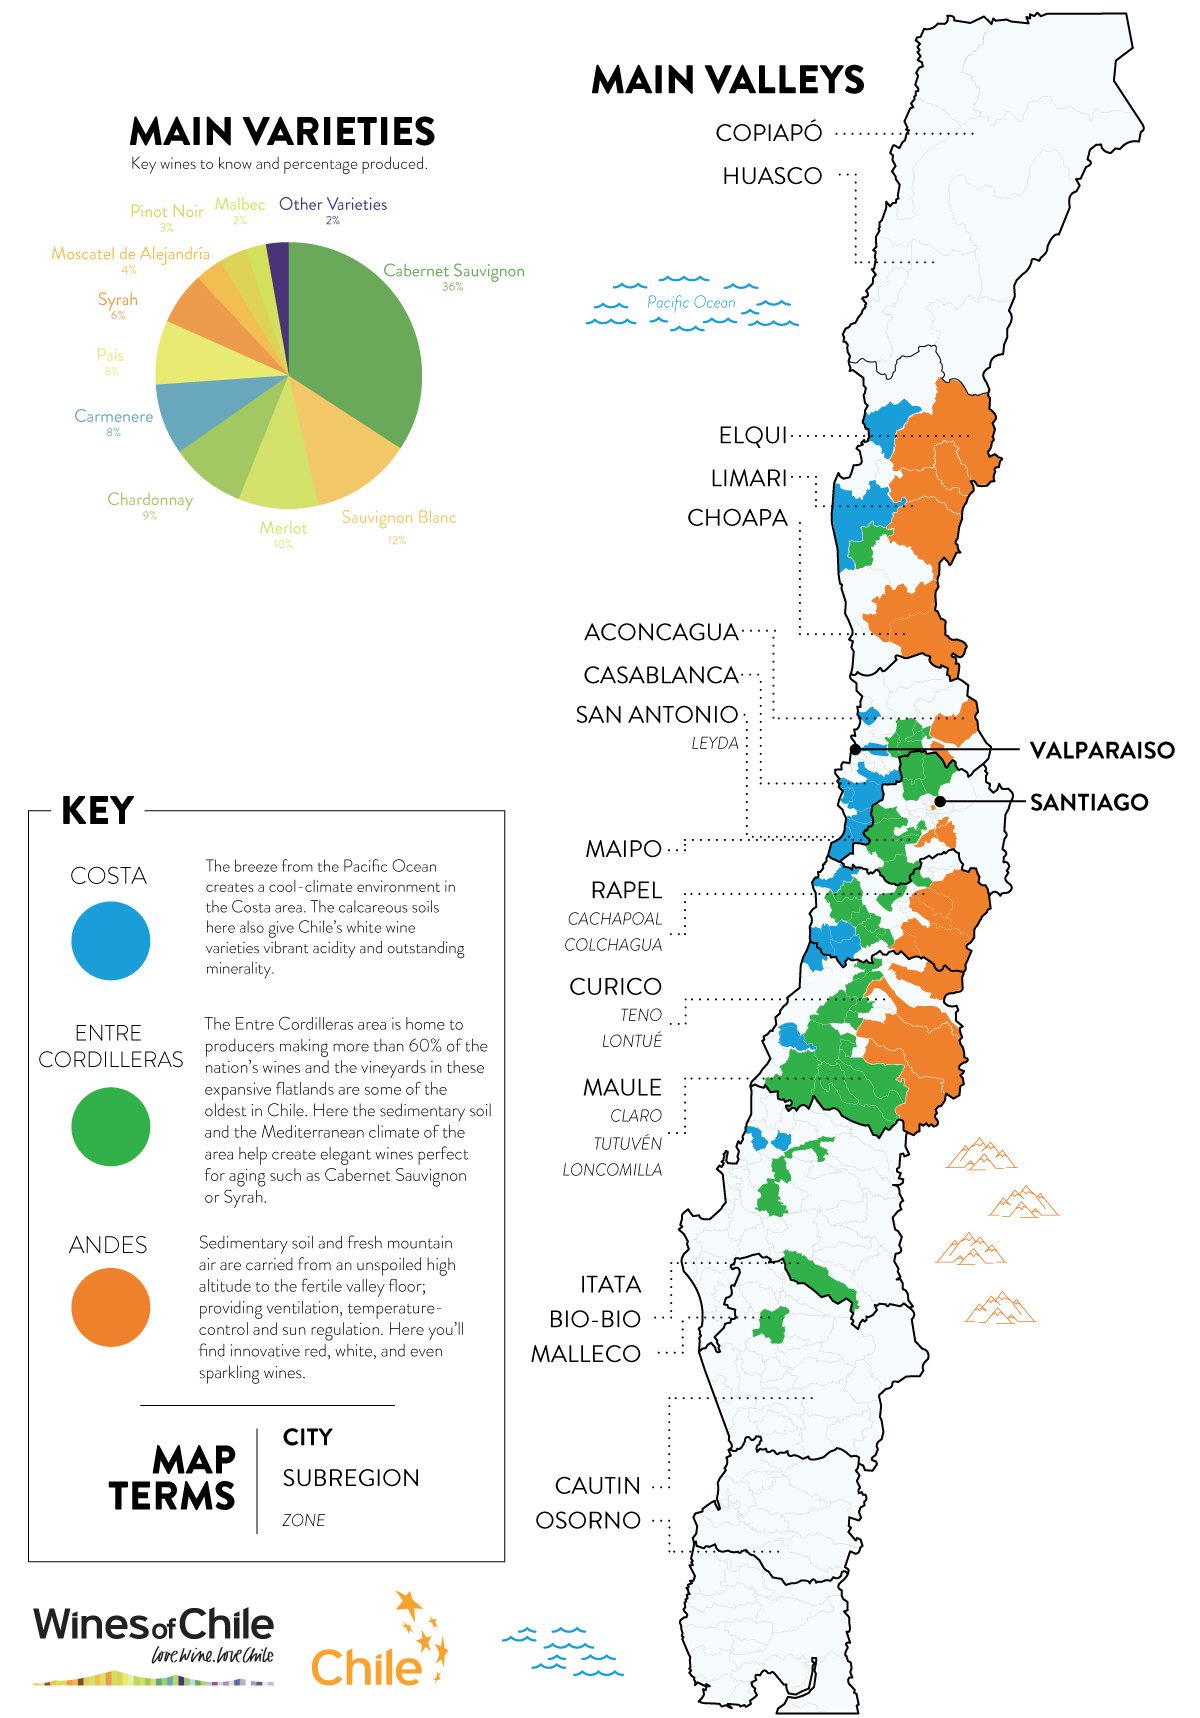 MAIN VARIETIES
Key wines to know and percentage produced.
Malbec
2%
Other Varieties
2%
Pinot Noir
3%
Moscatel de Alejandría
4%
Cabernet Sauvignon
36%
Syrah
6%
País
8%
Carmenere
8%
Chardonnay
9%
Merlot
10%
Sauvignon Blanc
12%
MAIN VALLEYS
COPIAPÓ
HUASCO
Pacific Ocean
ELQUI
LIMARI
CHOAPA
ACONCAGUA
CASABLANCA
SAN ANTONIO
LEYDA
VALPARAISO
SANTIAGO
MAIPO
RAPEL
CACHAPOAL
COLCHAGUA
CURICO
TENO
LONTUÉ
MAULE
CLARO
TUTUVÉN
LONCOMILLA
ITATA
BIO-BIO
MALLECO
CAUTIN
OSORNO
KEY
COSTA
The breeze from the Pacific Ocean
creates a cool-climate environment in
the Costa area. The calcareous soils
here also give Chile's white wine
varieties vibrant acidity and outstanding
minerality.
ENTRE
CORDILLERAS
The Entre Cordilleras area is home to
producers making more than 60% of the
nation's wines and the vineyards in these
expansive flatlands are some of the
oldest in Chile. Here the sedimentary soil
and the Mediterranean climate of the
area help create elegant wines perfect
for aging such as Cabernet Sauvignon
or Syrah.
ANDES
Sedimentary soil and fresh mountain
air are carried from an unspoiled high
altitude to the fertile valley floor;
providing ventilation, temperature-
control and sun regulation. Here you'll
find innovative red, white, and even
sparkling wines.
MAP
TERMS
CITY
SUBREGION
ZONE
Wines of Chile
love wine. love Chile
Chile